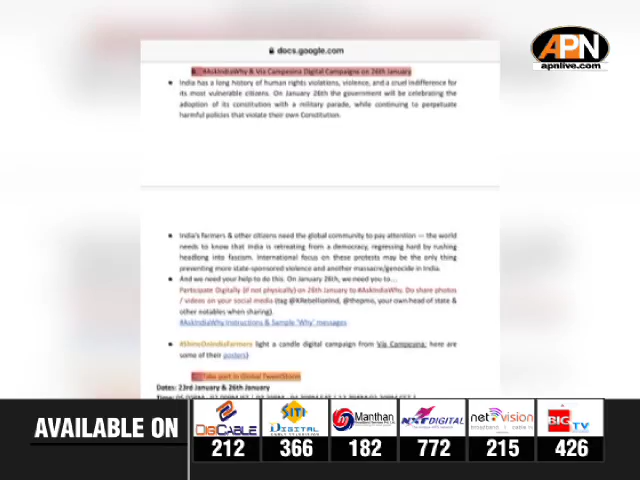 APN
apnlive.com
docs.google.com
#AskIndiaWhy & Via Campesina Digital Campaigns on 26th January
● India has a long history of human rights violations, violence, and a cruel indifference for
its most vulnerable citizens. On January 26th the government will be celebrating the
adoption of its constitution with a military parade, while continuing to perpetuate
harmful policies that violate their own Constitution.
● India's farmers & other citizens need the global community to pay attention — the world
needs to know that India is retreating from a democracy, regressing hard by rushing
headlong into fascism. International focus on these protests may be the only thing
preventing more state-sponsored violence and another massacre/genocide in India.
● And we need your help to do this. On January 26th, we need you to...
Participate Digitally (if not physically) on 26th January to #AskIndiaWhy. Do share photos
/ videos on your social media (tag @XRebellionInd, @thepmo, your own head of state &
other notables when sharing).
#AskIndiaWhy Instructions & Sample 'Why' messages
● #ShineOnIndiaFarmers light a candle digital campaign from Via Campesina; here are
some of their posters)
Take part in Global TweetStorm
Dates: 23rd January & 26th January
AVAILABLE ON
DIGICABLE
SITI
DIGITAL
CABLE TELEVISION
Manthan
NXTDIGITAL
net vision
broadband | cable tv
BIG
TV
212
366
182
772
215
426